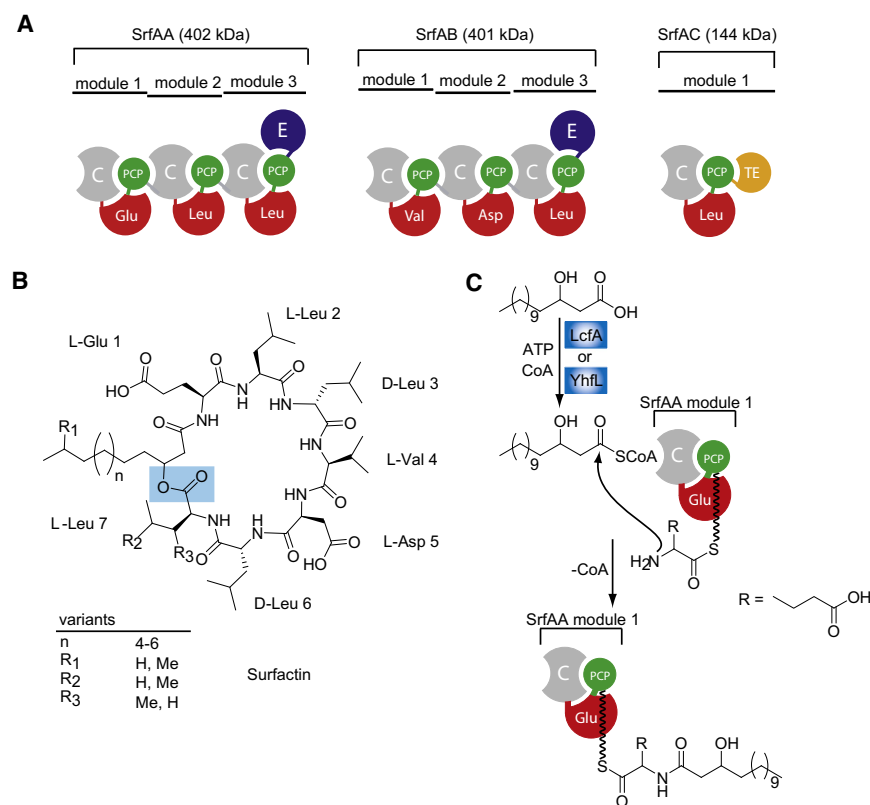 A
SrfAA (402 kDa)
SrfAB (401 kDa)
SrfAC (144 kDa)
module 1
module 2
module 3
module 1
module 2
module 3
module 1
E
E
C
PCP
C
PCP
C
PCP
C
PCP
C
PCP
C
PCP
C
PCP
TE
Glu
Leu
Leu
Val
Asp
Leu
Leu
B
L-Leu 2
L-Glu 1
D-Leu 3
L-Val 4
L-Asp 5
D-Leu 6
L-Leu 7
O
HO
O
O
N
H
HN
O
O
NH
R1
n
O
O
O
HN
NH
O
R2
R3
O
N
H
H
N
O
O
HO
O
variants
n 4-6
R1 H, Me
R2 H, Me
R3 Me, H
Surfactin
C
OH O
9 OH
ATP
CoA
LcfA
or
YhfL
OH O
9 SCoA
SrfAA module 1
C
PCP
Glu
R
H2N
S
O
-CoA
R =
OH
O
SrfAA module 1
C
PCP
Glu
S
R
O
N
H
O
OH
9